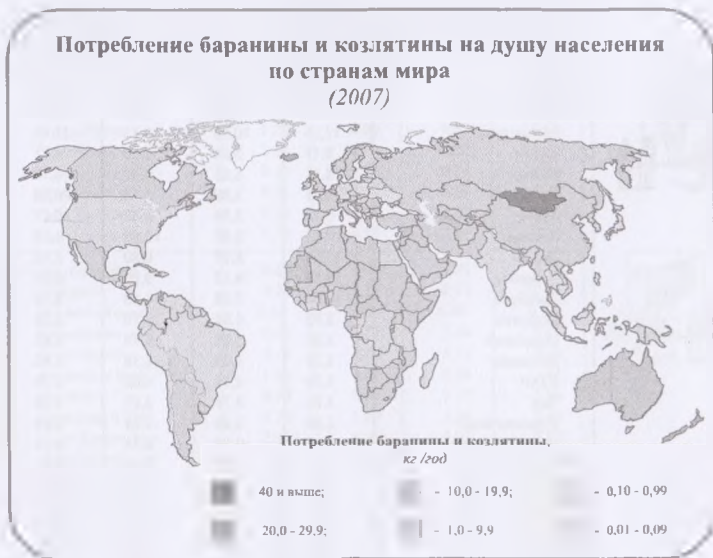 Потребление баранины и козлятины на душу населения
по странам мира
(2007)
Потребление баранины и козлятины,
кг /год
40 и выше;
- 10,0 - 19,9;
- 0,10 - 0,99
20,0 - 29,9;
- 1,0 - 9,9
- 0,01 - 0,09